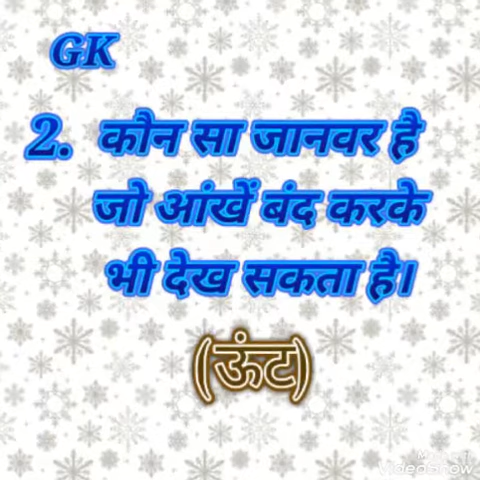 GK
2. कौन सा जानवर है
जो आंखें बंद करके
भी देख सकता है।
(ऊंट)